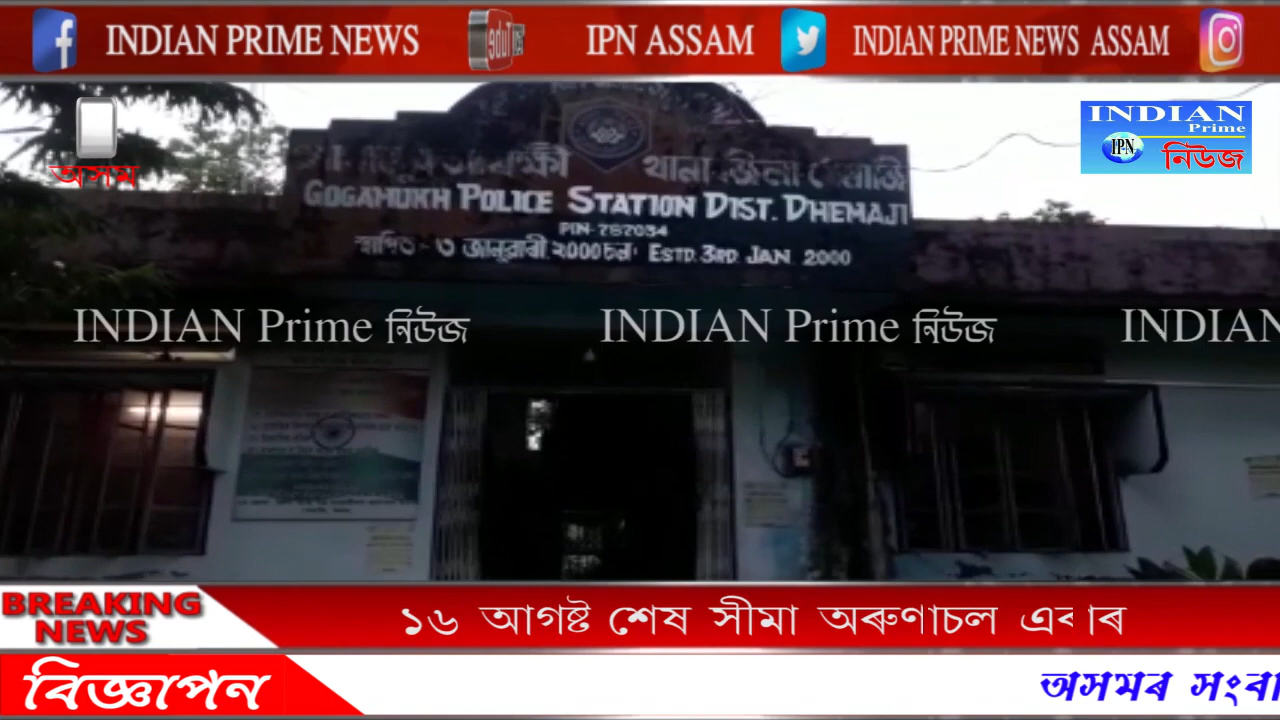 INDIAN PRIME NEWS IPN ASSAM INDIAN PRIME NEWS ASSAM
অসম
INDIAN
Prime
IPN
নিউজ
থানা জিলা
GOGAMUKH POLICE STATION DIST. DHEMAJI
PIN-787034
স্থাপিত - ৩ জানুৱাৰী ২০০০চন। ESTD. 3RD. JAN 2000
INDIAN Prime নিউজ INDIAN Prime নিউজ INDIAN
BREAKING
NEWS
১৬ আগষ্ট শেষ সীমা অৰুণাচল এবাৰ
বিজ্ঞাপন
অসমৰ সংবা